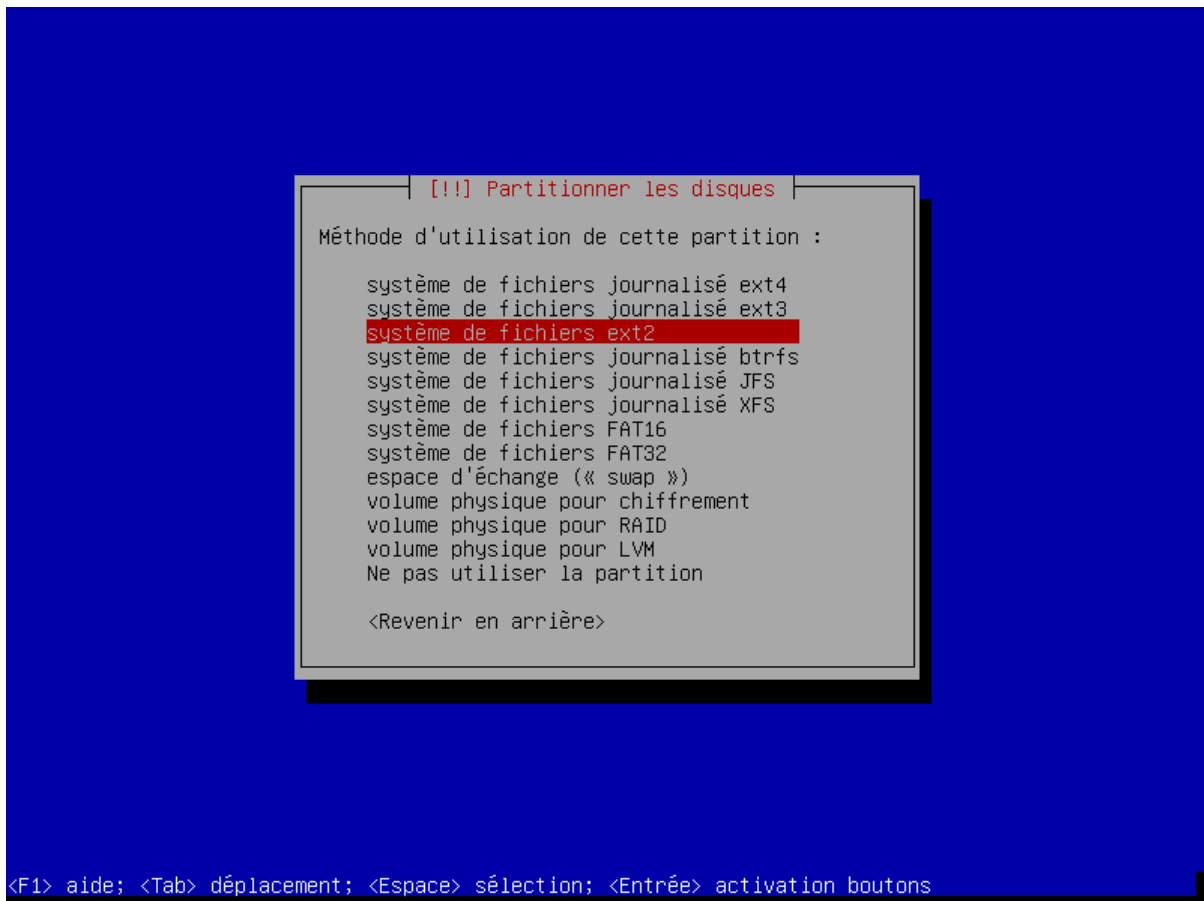 [!!] Partitionner les disques
Méthode d'utilisation de cette partition :
système de fichiers journalisé ext4
système de fichiers journalisé ext3
système de fichiers ext2
système de fichiers journalisé btrfs
système de fichiers journalisé JFS
système de fichiers journalisé XFS
système de fichiers FAT16
système de fichiers FAT32
espace d'échange (« swap »)
volume physique pour chiffrement
volume physique pour RAID
volume physique pour LVM
Ne pas utiliser la partition
<Revenir en arrière>
<F1> aide; <Tab> déplacement; <Espace> sélection; <Entrée> activation boutons